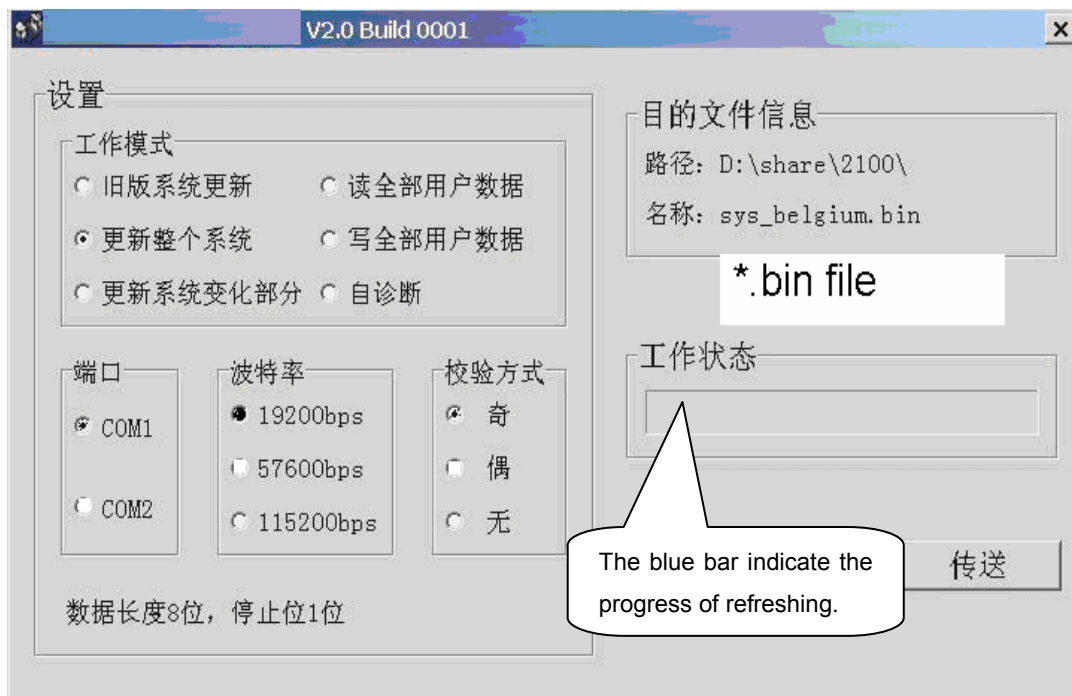 V2.0 Build 0001
设置
工作模式
旧版系统更新
读全部用户数据
更新整个系统
写全部用户数据
更新系统变化部分
自诊断
端口
COM1
COM2
波特率
19200bps
57600bps
115200bps
校验方式
奇
偶
无
数据长度8位，停止位1位
目的文件信息
路径：D:\share\2100\
名称：sys_belgium.bin
*.bin file
工作状态
The blue bar indicate the
progress of refreshing.
传送